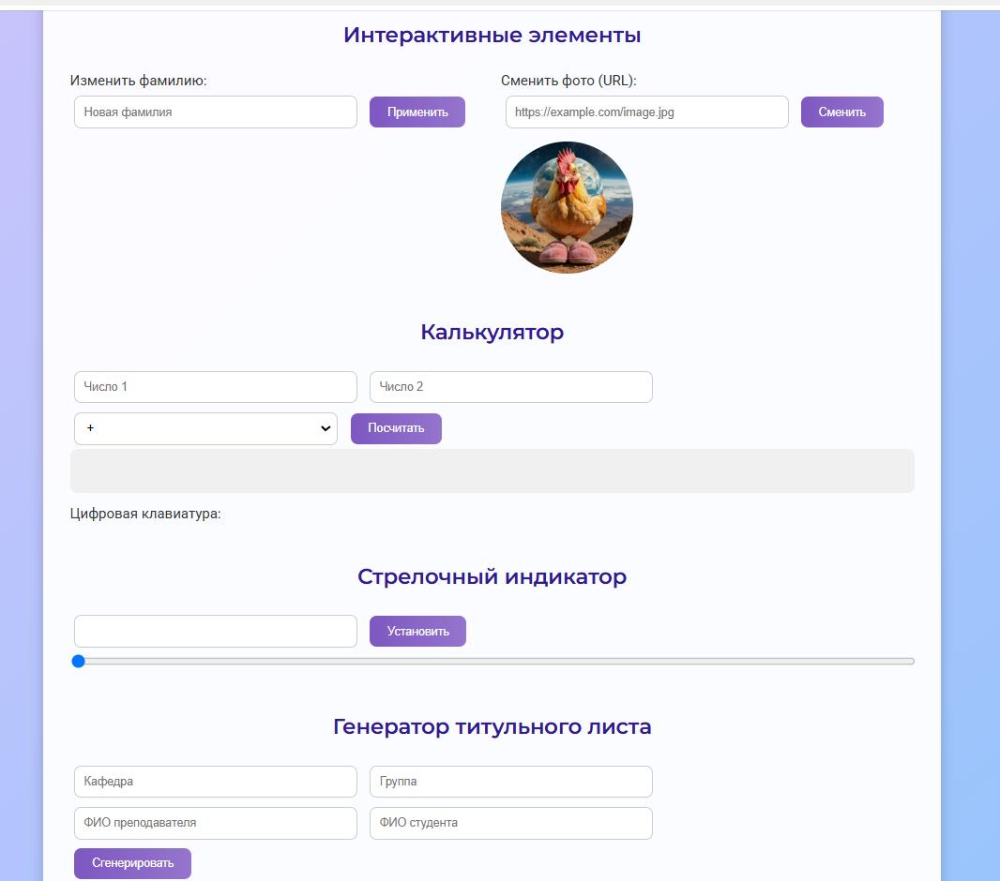 Интерактивные элементы
Изменить фамилию:
Новая фамилия
Применить
Сменить фото (URL):
https://example.com/image.jpg
Сменить
Калькулятор
Число 1
Число 2
+
Посчитать
Цифровая клавиатура:
Стрелочный индикатор
Установить
Генератор титульного листа
Кафедра
Группа
ФИО преподавателя
ФИО студента
Сгенерировать